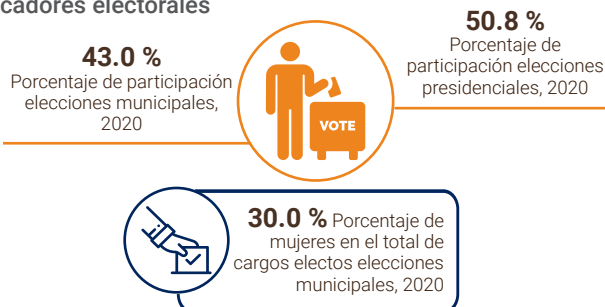 cadores electorales
43.0 %
Porcentaje de participación
elecciones municipales,
2020
VOTE
50.8 %
Porcentaje de
participación elecciones
presidenciales, 2020
30.0 % Porcentaje de
mujeres en el total de
cargos electos elecciones
municipales, 2020